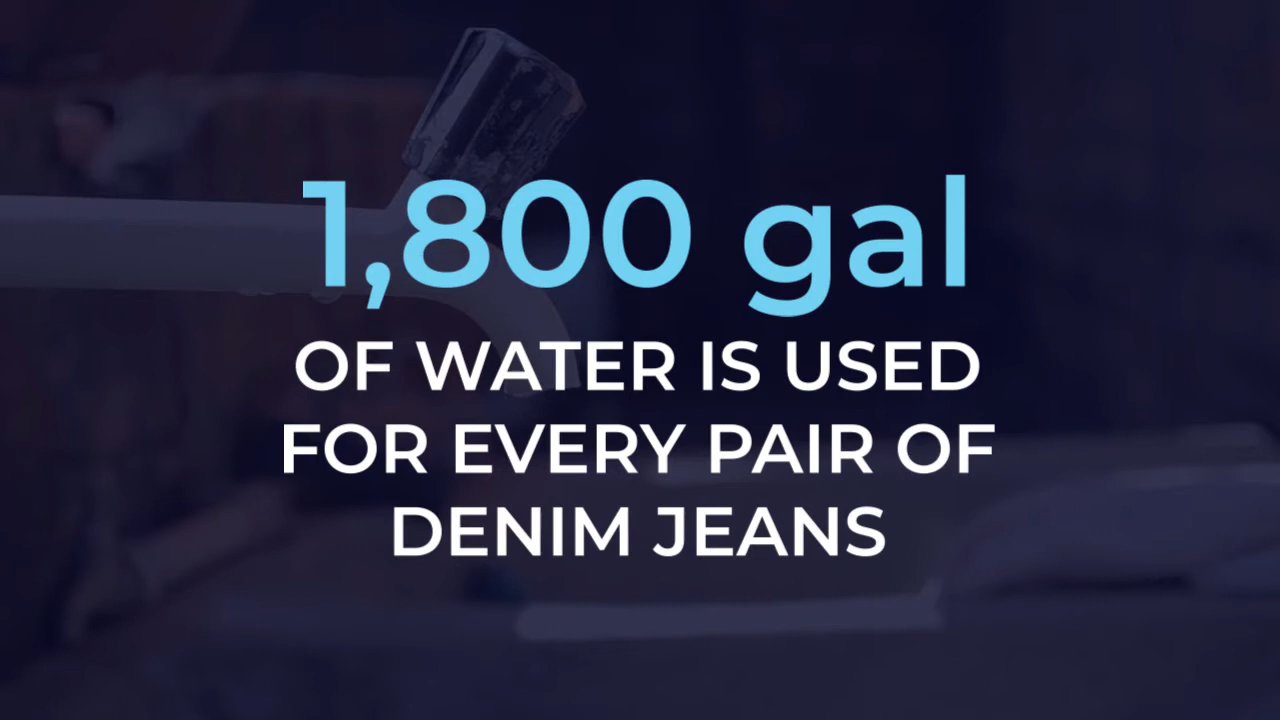 1,800 gal
OF WATER IS USED
FOR EVERY PAIR OF
DENIM JEANS